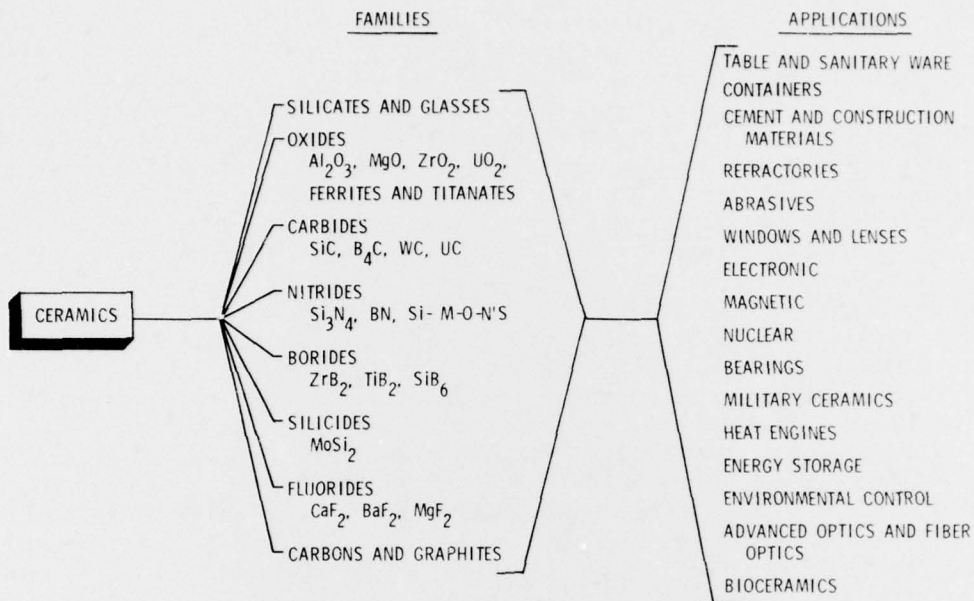 FAMILIES
APPLICATIONS
CERAMICS
SILICATES AND GLASSES
OXIDES
Al₂O₃, MgO, ZrO₂, UO₂,
FERRITES AND TITANATES
CARBIDES
SiC, B₄C, WC, UC
NITRIDES
Si₃N₄, BN, Si- M-O-N'S
BORIDES
ZrB₂, TiB₂, SiB₆
SILICIDES
MoSi₂
FLUORIDES
CaF₂, BaF₂, MgF₂
CARBONS AND GRAPHITES
TABLE AND SANITARY WARE
CONTAINERS
CEMENT AND CONSTRUCTION
MATERIALS
REFRACTORIES
ABRASIVES
WINDOWS AND LENSES
ELECTRONIC
MAGNETIC
NUCLEAR
BEARINGS
MILITARY CERAMICS
HEAT ENGINES
ENERGY STORAGE
ENVIRONMENTAL CONTROL
ADVANCED OPTICS AND FIBER
OPTICS
BIOCERAMICS